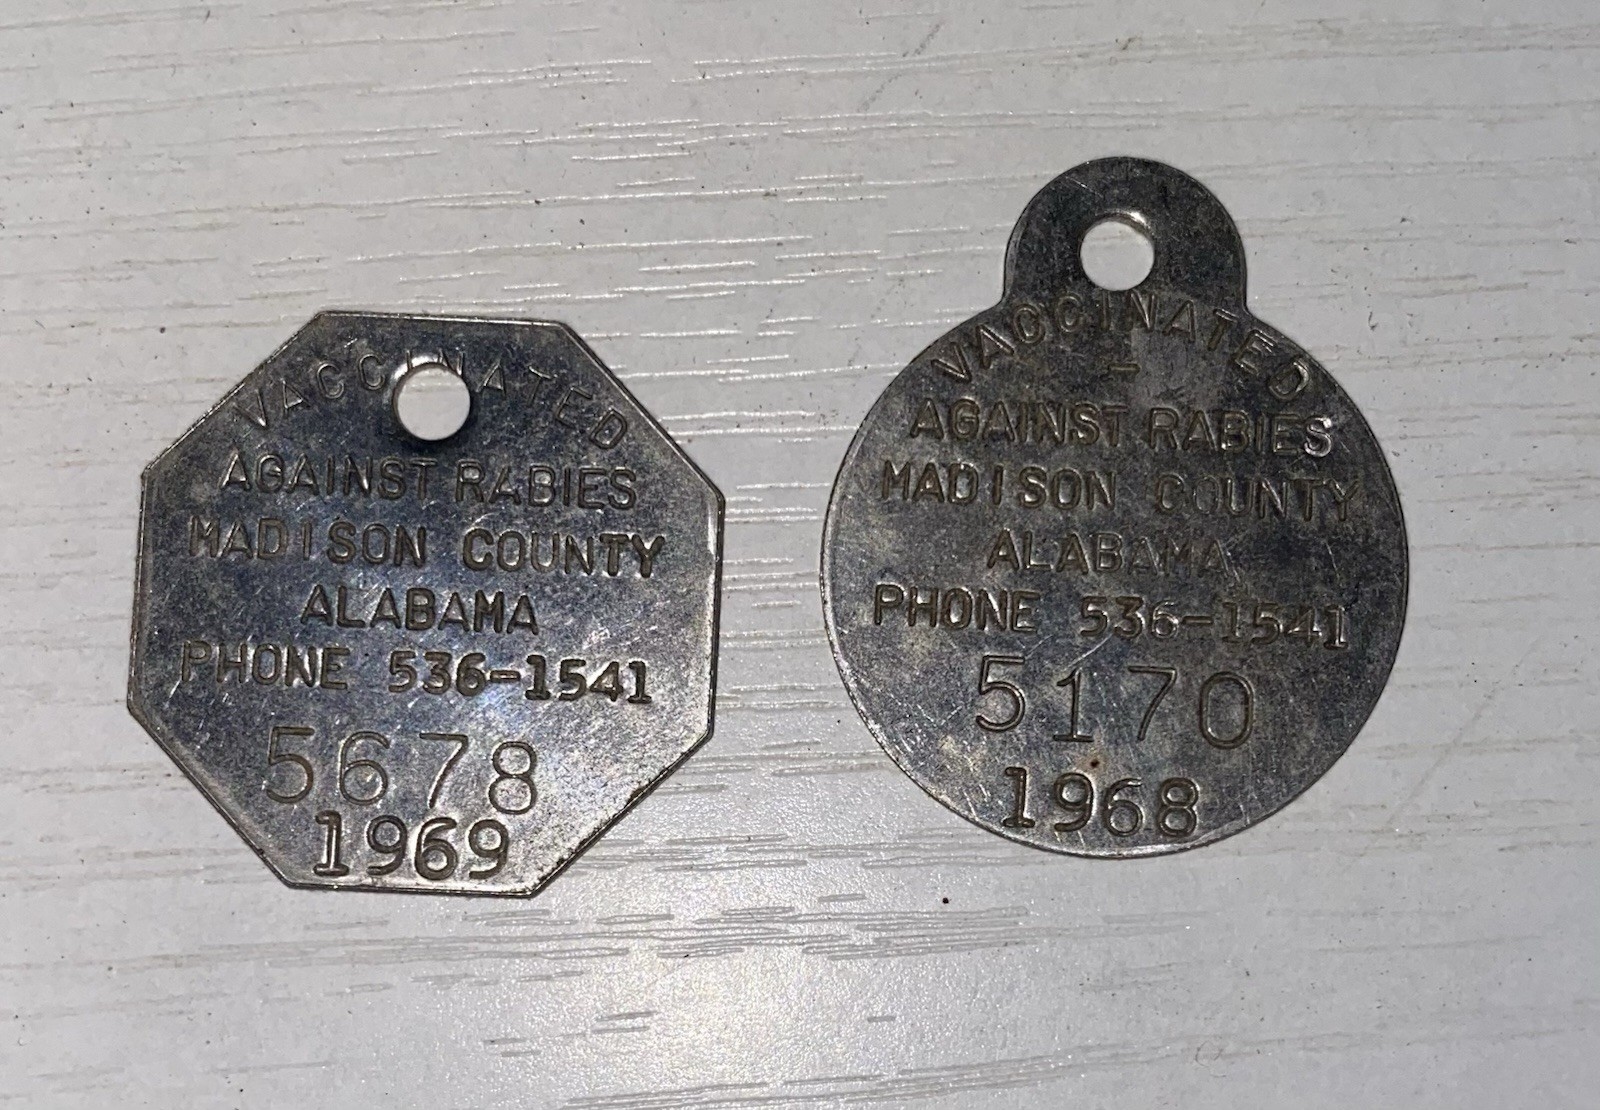 VACCINATED
AGAINST RABIES
MADISON COUNTY
ALABAMA
PHONE 536-1541
5678
1969
VACCINATED
AGAINST RABIES
MADISON COUNTY
ALABAMA
PHONE 536-1541
5170
1968